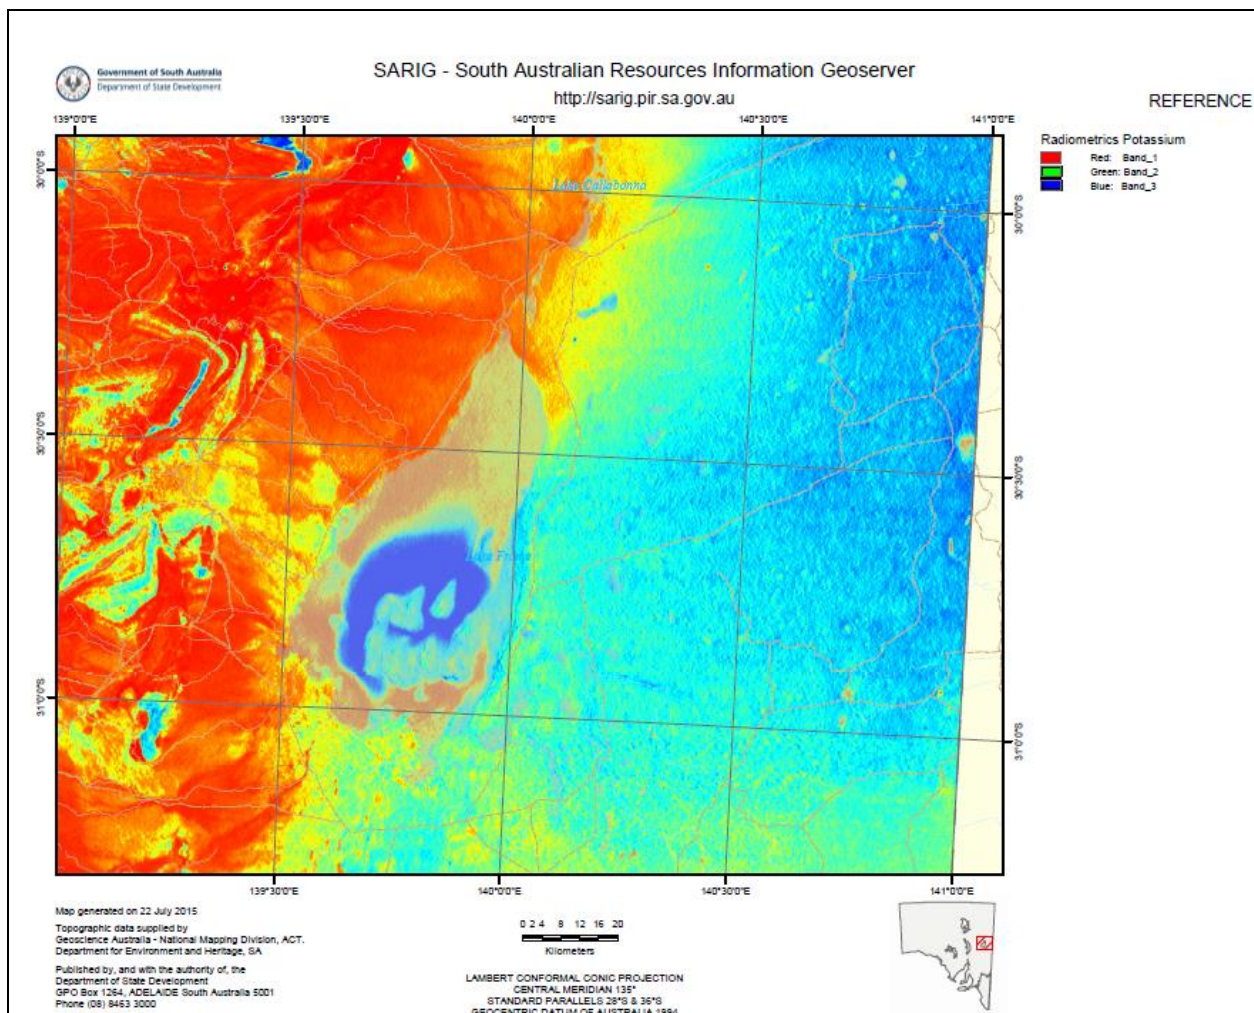 Government of South Australia
Department of State Development
SARIG - South Australian Resources Information Geoserver
http://sarig.pir.sa.gov.au
REFERENCE
139°0'0"E
139°30'0"E
140°0'0"E
140°30'0"E
141°0'0"E
Radiometrics Potassium
Red: Band_1
Green: Band_2
Blue: Band_3
30°0'0"S
30°0'0"S
Lake Callabonna
30°30'0"S
30°30'0"S
Lake Frome
31°0'0"S
31°0'0"S
139°30'0"E
140°0'0"E
140°30'0"E
141°0'0"E
Map generated on 22 July 2015
Topographic data supplied by
Geoscience Australia - National Mapping Division, ACT.
Department for Environment and Heritage, SA
Published by, and with the authority of, the
Department of State Development
GPO Box 1264, ADELAIDE South Australia 5001
Phone (08) 8463 3000
0 2 4 8 12 16 20
Kilometers
LAMBERT CONFORMAL CONIC PROJECTION
CENTRAL MERIDIAN 135°
STANDARD PARALLELS 28°S & 36°S
GEOCENTRIC DATUM OF AUSTRALIA 1994